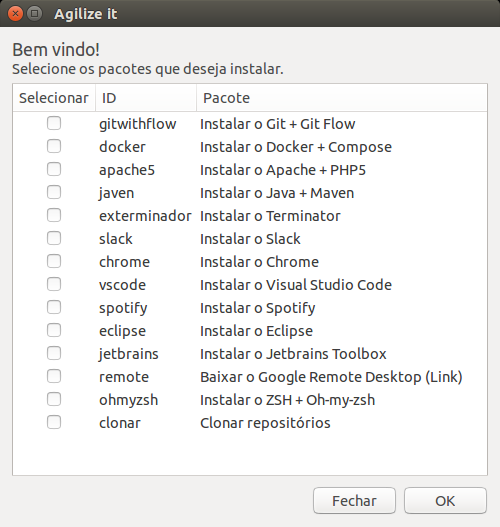 Agilize it
Bem vindo!
Selecione os pacotes que deseja instalar.
Selecionar ID Pacote
gitwithflow Instalar o Git + Git Flow
docker Instalar o Docker + Compose
apache5 Instalar o Apache + PHP5
javen Instalar o Java + Maven
exterminador Instalar o Terminator
slack Instalar o Slack
chrome Instalar o Chrome
vscode Instalar o Visual Studio Code
spotify Instalar o Spotify
eclipse Instalar o Eclipse
jetbrains Instalar o Jetbrains Toolbox
remote Baixar o Google Remote Desktop (Link)
ohmyzsh Instalar o ZSH + Oh-my-zsh
clonar Clonar repositórios
Fechar OK